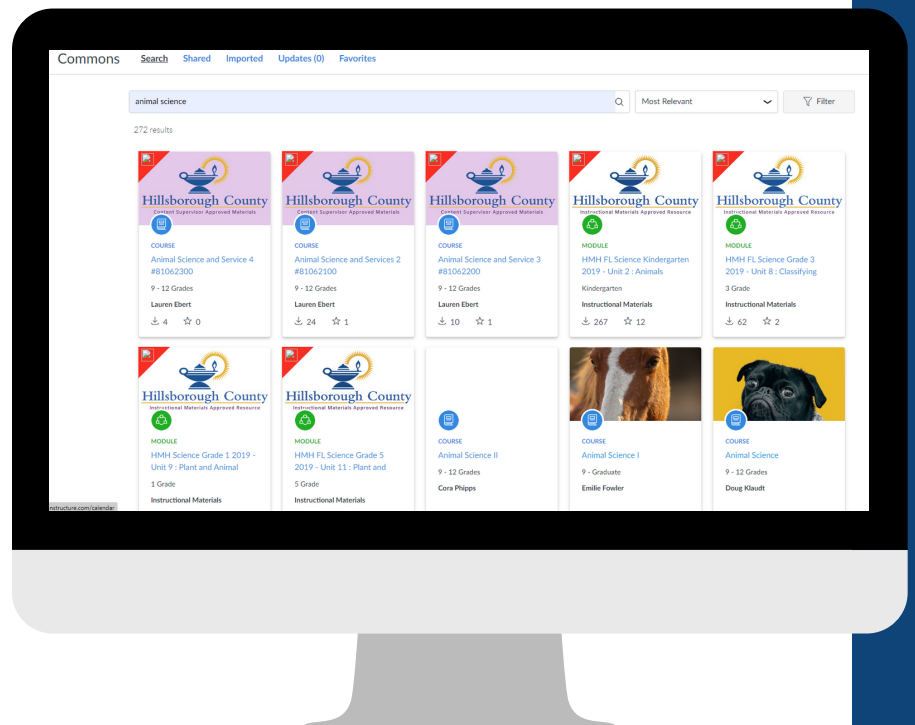 Commons Search Shared Imported Updates (0) Favorites
animal science Most Relevant Filter
272 results
Hillsborough County Hillsborough County Hillsborough County Hillsborough County Hillsborough County
Content Supervisor Approved Materials Content Supervisor Approved Materials Content Supervisor Approved Materials Instructional Materials Approved Resource Instructional Materials Approved Resource
COURSE COURSE COURSE MODULE MODULE
Animal Science and Service 4 Animal Science and Services 2 Animal Science and Service 3 HMH FL Science Kindergarten HMH FL Science Grade 3
#81062300 #81062100 #81062200 2019 - Unit 2 : Animals 2019 - Unit 8 : Classifying
9 - 12 Grades 9 - 12 Grades 9 - 12 Grades Kindergarten 3 Grade
Lauren Ebert Lauren Ebert Lauren Ebert Instructional Materials Instructional Materials
4 0 24 1 10 1 267 12 62 2
Hillsborough County Hillsborough County
Instructional Materials Approved Resource Instructional Materials Approved Resource
MODULE MODULE COURSE COURSE COURSE
HMH Science Grade 1 2019 - HMH FL Science Grade 5 Animal Science II Animal Science I Animal Science
Unit 9 : Plant and Animal 2019 - Unit 11 : Plant and 9 - 12 Grades 9 - Graduate 9 - 12 Grades
1 Grade 5 Grade Cora Phipps Emilie Fowler Doug Klaudt
Instructional Materials Instructional Materials
nstructure.com/calendar